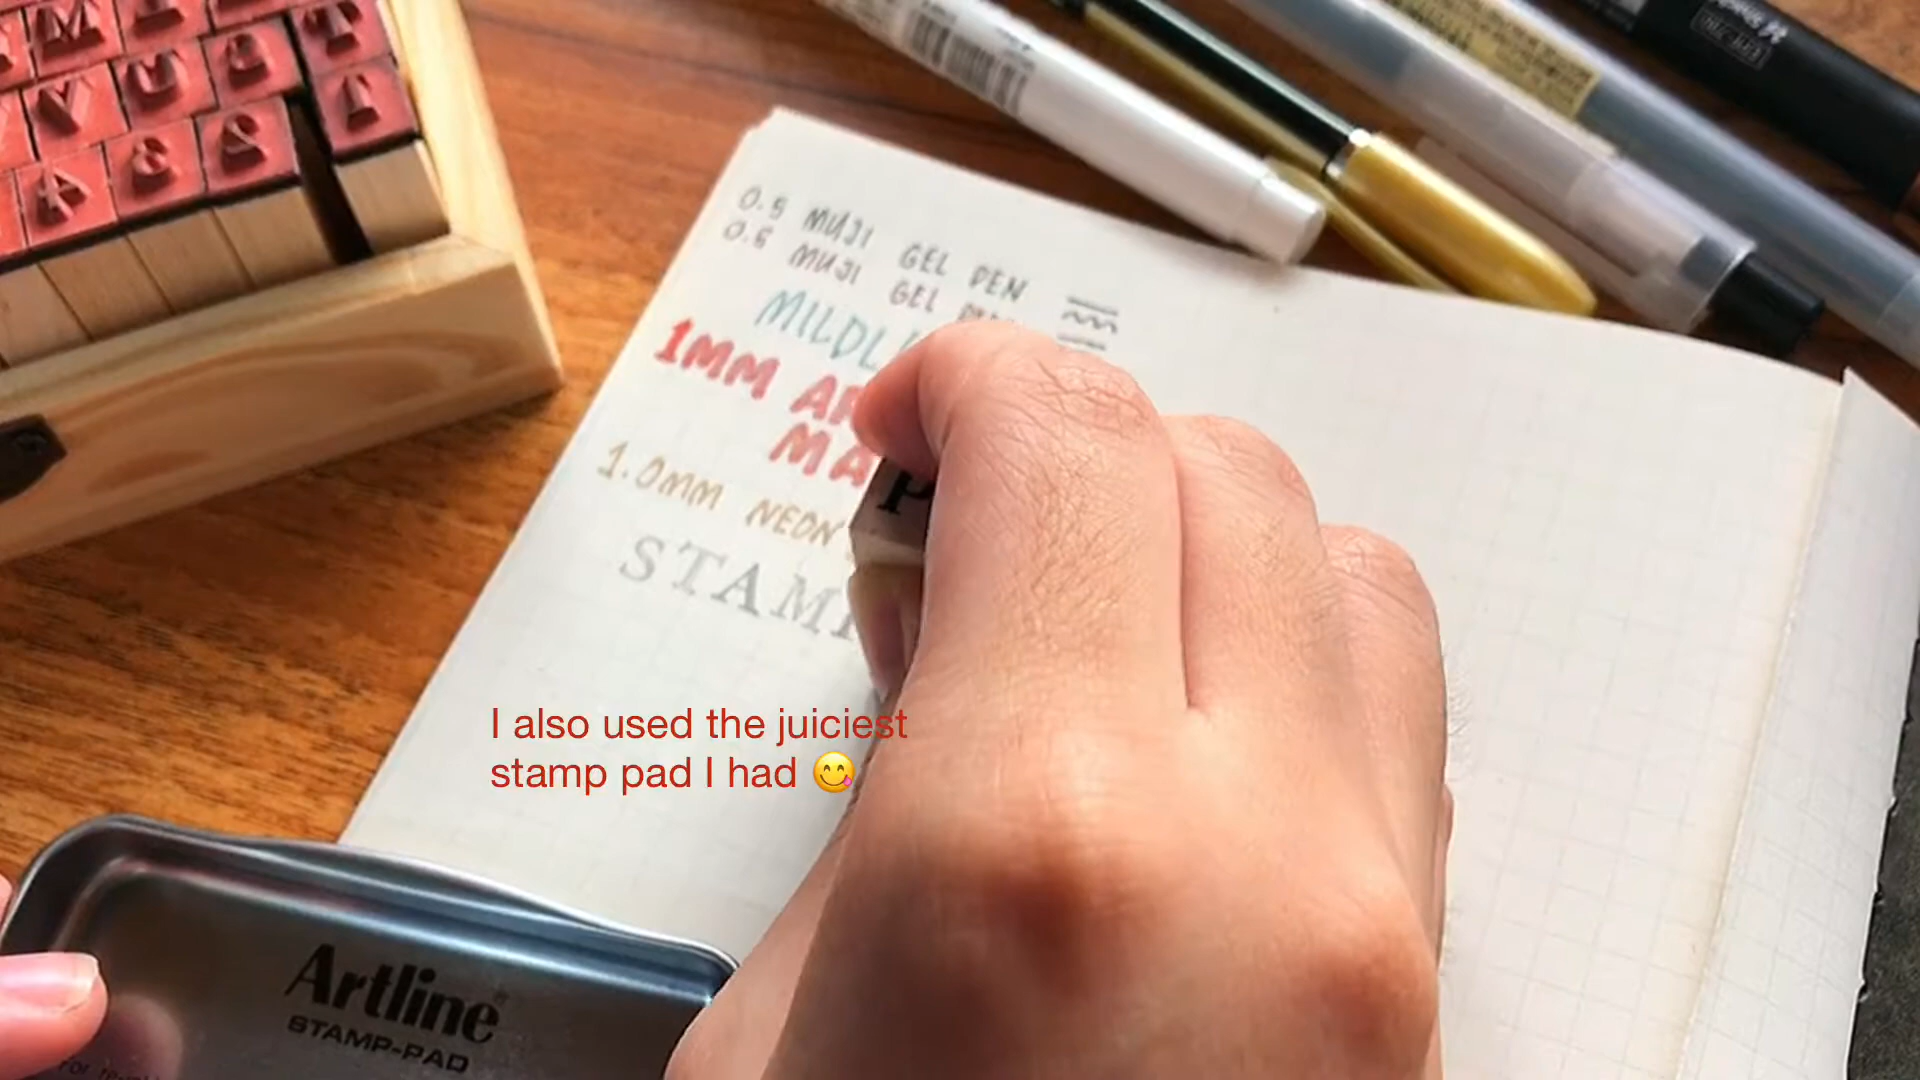 0.5 MUJI GEL PEN
0.5 MUJI GEL
MILDL
1MM AR
MA
1.0MM NEON
STAMP
P
I also used the juiciest
stamp pad I had 😋
Artline
STAMP-PAD